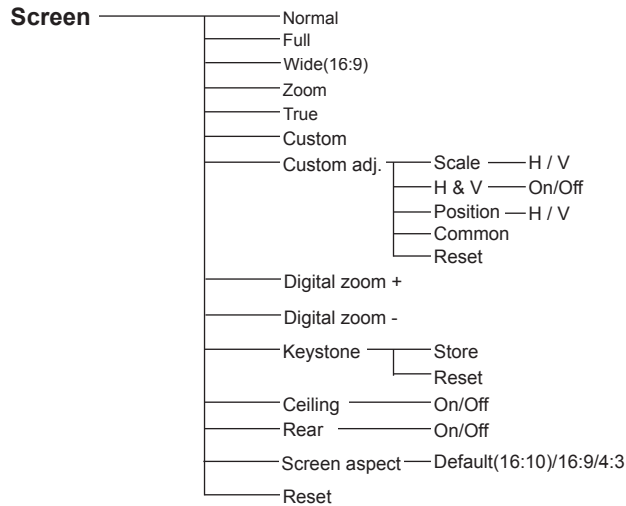 Screen Normal
Full
Wide(16:9)
Zoom
True
Custom
Custom adj. Scale H / V
H & V On/Off
Position H / V
Common
Reset
Digital zoom +
Digital zoom -
Keystone Store
Reset
Ceiling On/Off
Rear On/Off
Screen aspect Default(16:10)/16:9/4:3
Reset